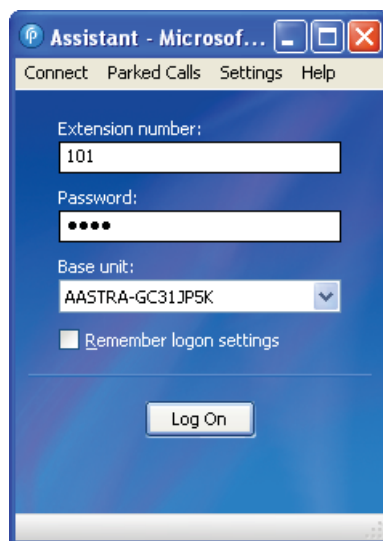 Assistant - Microsof...
Connect Parked Calls Settings Help
Extension number:
101
Password:
••••
Base unit:
AASTRA-GC31JP5K
Remember logon settings
Log On